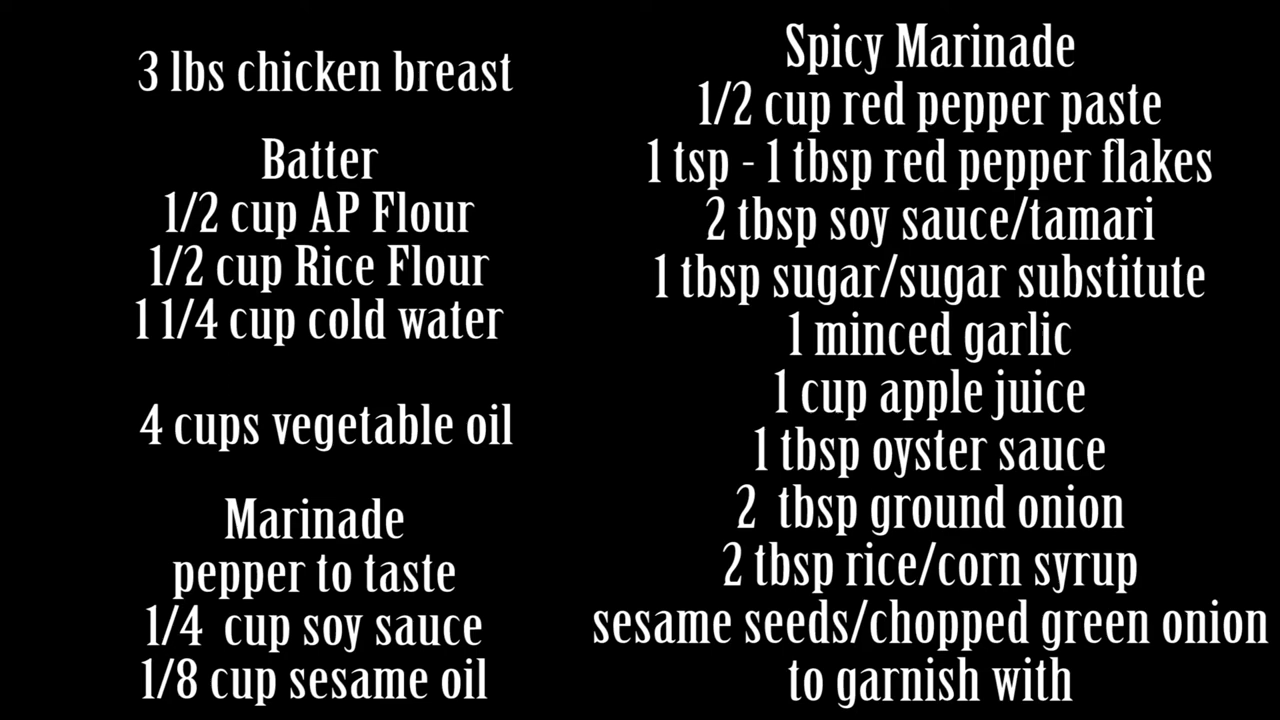 3 lbs chicken breast
Batter
1/2 cup AP Flour
1/2 cup Rice Flour
1 1/4 cup cold water
4 cups vegetable oil
Marinade
pepper to taste
1/4 cup soy sauce
1/8 cup sesame oil
Spicy Marinade
1/2 cup red pepper paste
1 tsp - 1 tbsp red pepper flakes
2 tbsp soy sauce/tamari
1 tbsp sugar/sugar substitute
1 minced garlic
1 cup apple juice
1 tbsp oyster sauce
2 tbsp ground onion
2 tbsp rice/corn syrup
sesame seeds/chopped green onion
to garnish with